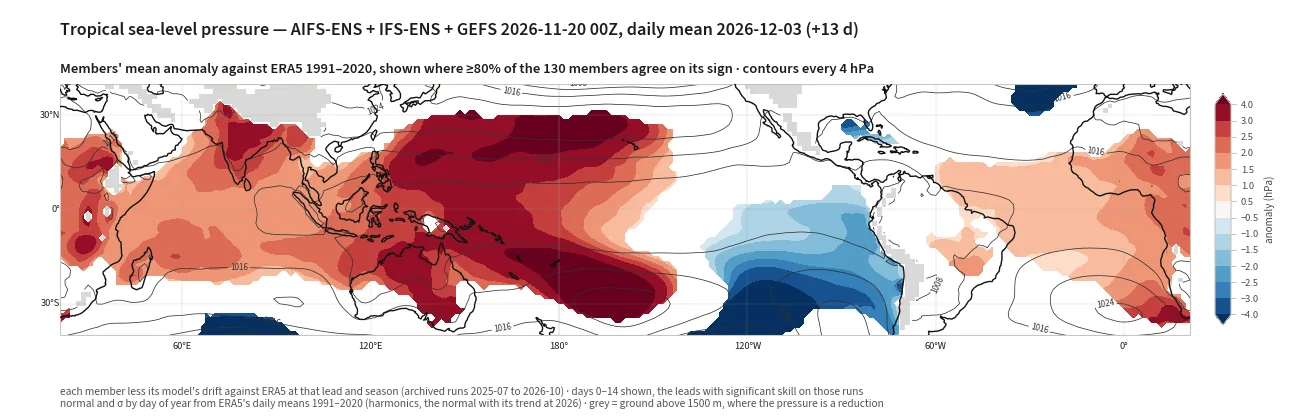 Tropical sea-level pressure — AIFS-ENS + IFS-ENS + GEFS 2026-11-20 00Z, daily mean 2026-12-03 (+13 d)
Members' mean anomaly against ERA5 1991–2020, shown where ≥80% of the 130 members agree on its sign · contours every 4 hPa
30°N
0°
30°S
60°E
120°E
180°
120°W
60°W
0°
1016
1024
1016
1016
1016
1016
1008
1024
1016
4.0
3.0
2.5
2.0
1.5
1.0
0.5
−0.5
−1.0
−1.5
−2.0
−2.5
−3.0
−4.0
anomaly (hPa)
each member less its model's drift against ERA5 at that lead and season (archived runs 2025-07 to 2026-10) · days 0–14 shown, the leads with significant skill on those runs
normal and σ by day of year from ERA5's daily means 1991–2020 (harmonics, the normal with its trend at 2026) · grey = ground above 1500 m, where the pressure is a reduction